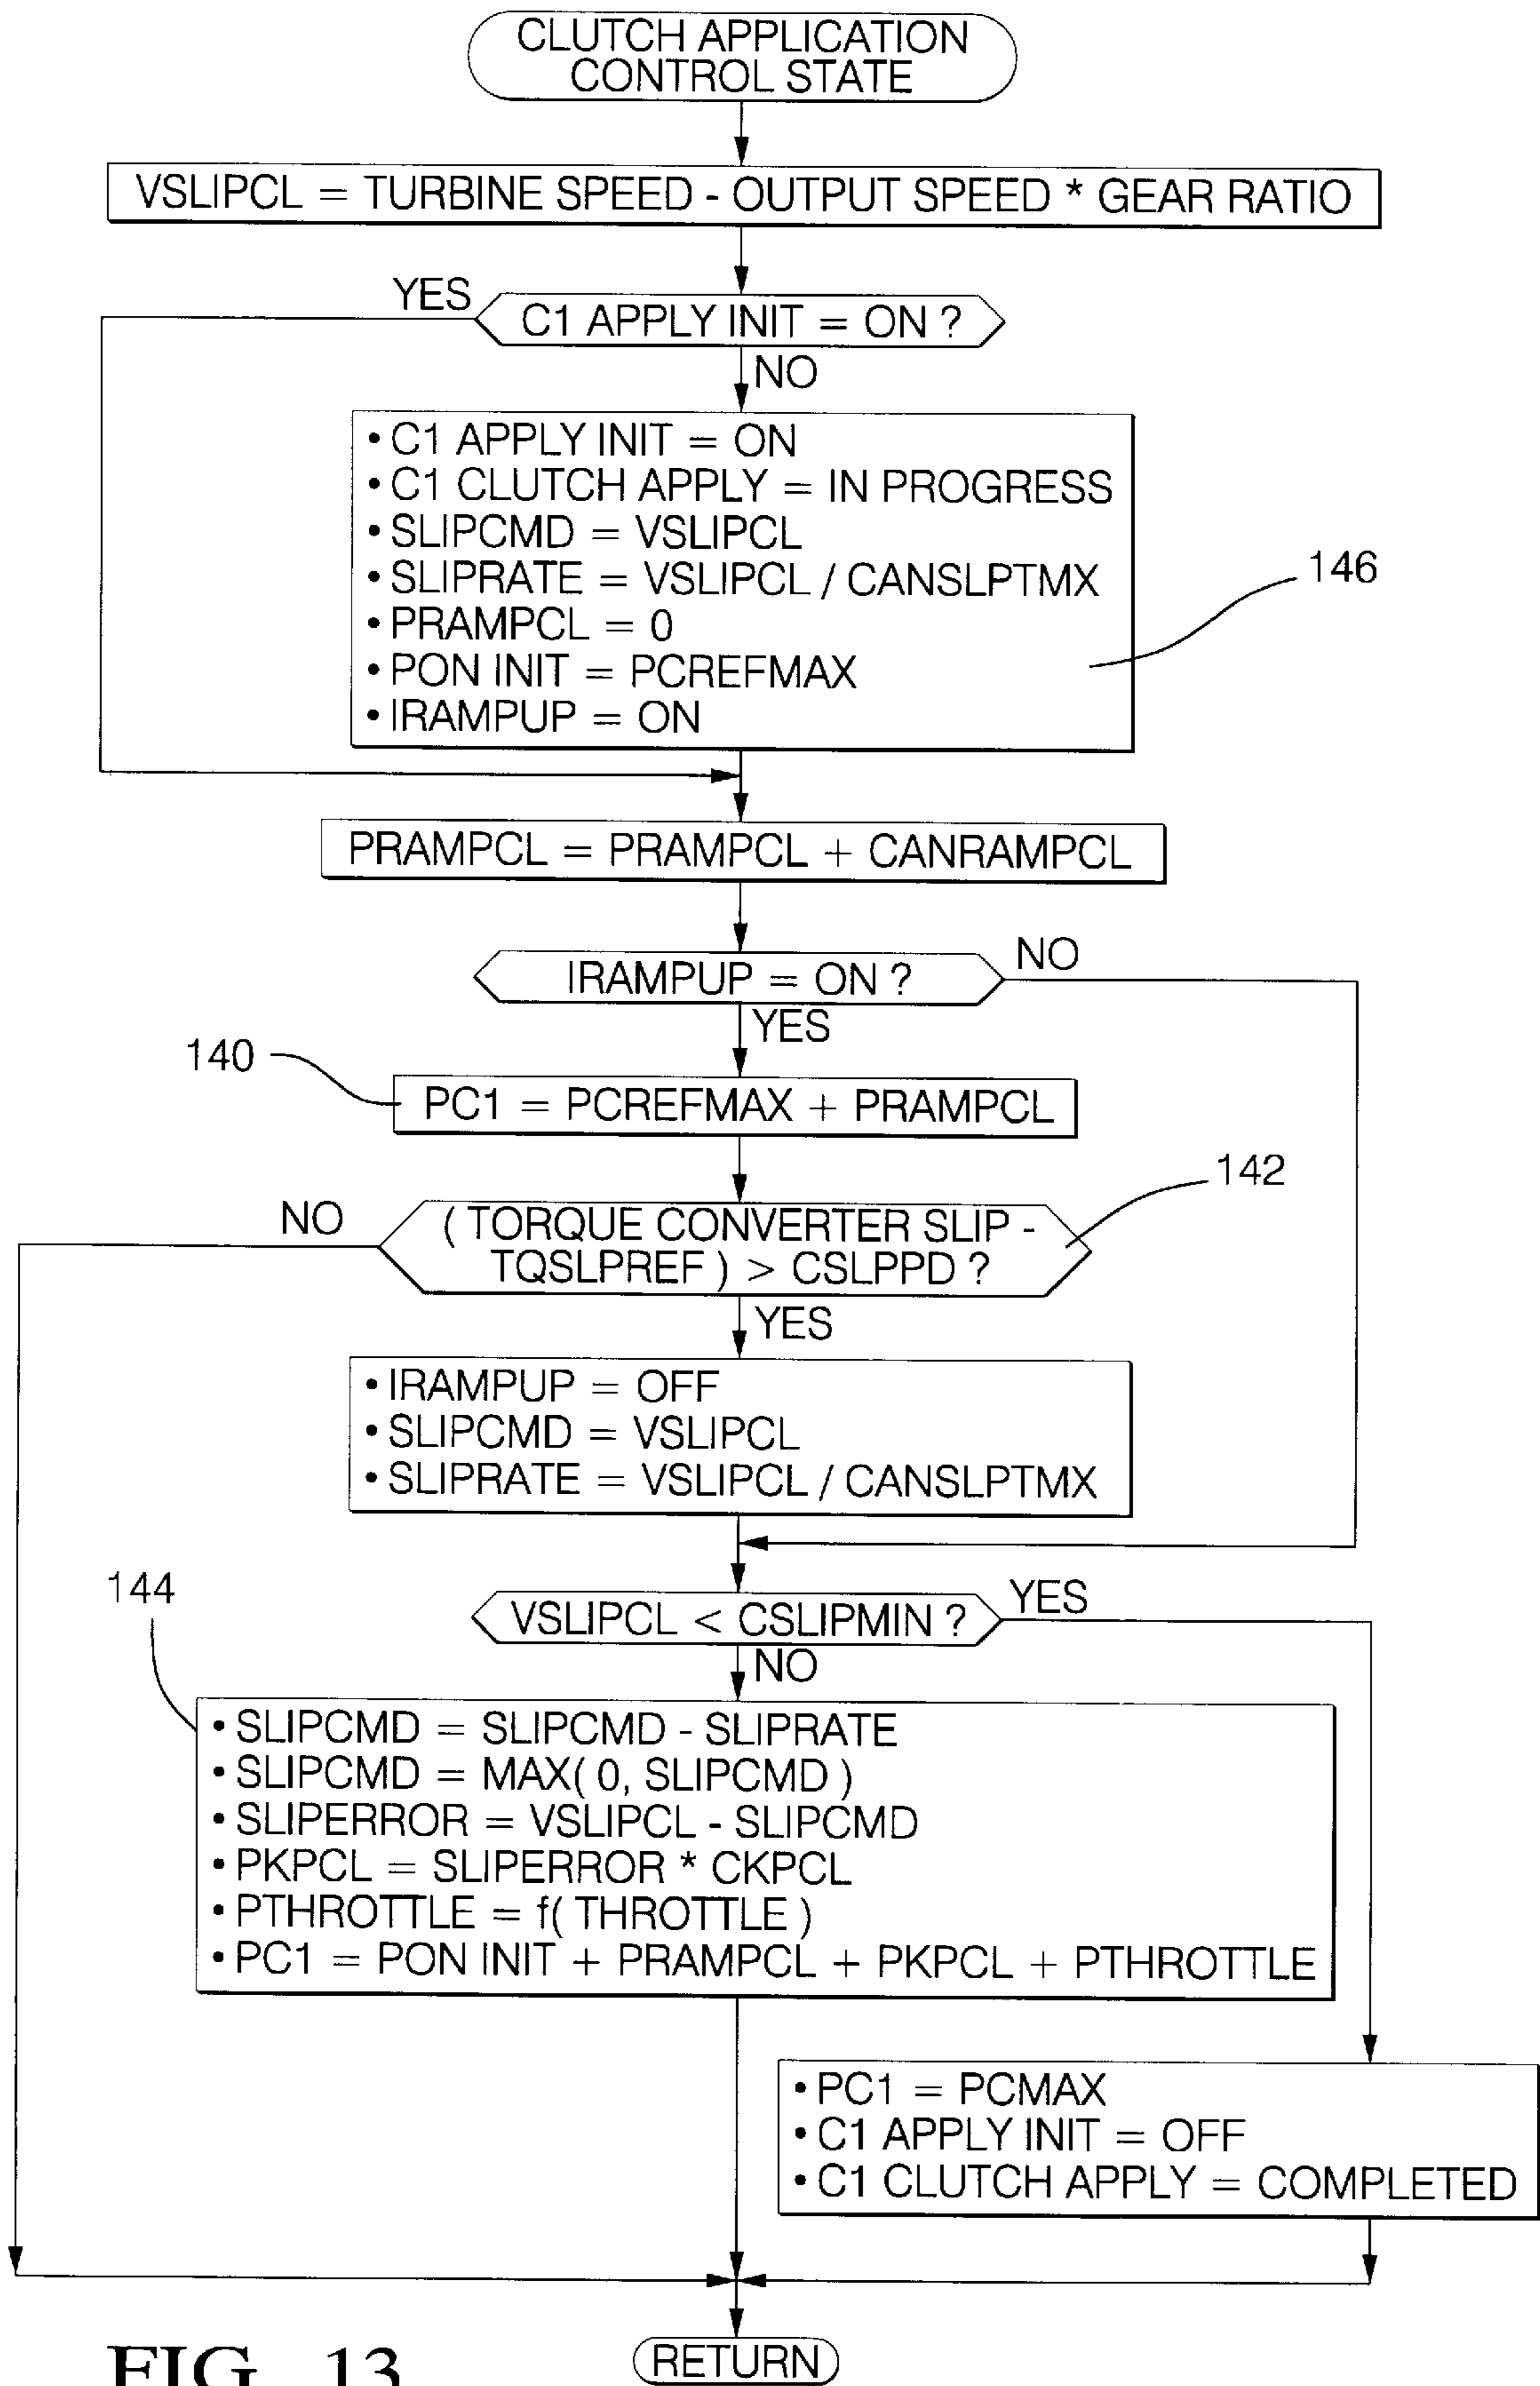 CLUTCH APPLICATION
CONTROL STATE
VSLIPCL = TURBINE SPEED - OUTPUT SPEED * GEAR RATIO
YES
C1 APPLY INIT = ON ?
NO
• C1 APPLY INIT = ON
• C1 CLUTCH APPLY = IN PROGRESS
• SLIPCMD = VSLIPCL
• SLIPRATE = VSLIPCL / CANSLPTMX
• PRAMPCL = 0
• PON INIT = PCREFMAX
• IRAMPUP = ON
146
PRAMPCL = PRAMPCL + CANRAMPCL
IRAMPUP = ON ?
NO
YES
140
PC1 = PCREFMAX + PRAMPCL
142
NO
( TORQUE CONVERTER SLIP -
TQSLPREF ) > CSLPPD ?
YES
• IRAMPUP = OFF
• SLIPCMD = VSLIPCL
• SLIPRATE = VSLIPCL / CANSLPTMX
144
VSLIPCL < CSLIPMIN ?
YES
NO
• SLIPCMD = SLIPCMD - SLIPRATE
• SLIPCMD = MAX( 0, SLIPCMD )
• SLIPERROR = VSLIPCL - SLIPCMD
• PKPCL = SLIPERROR * CKPCL
• PTHROTTLE = f( THROTTLE )
• PC1 = PON INIT + PRAMPCL + PKPCL + PTHROTTLE
• PC1 = PCMAX
• C1 APPLY INIT = OFF
• C1 CLUTCH APPLY = COMPLETED
RETURN
FIG. 13